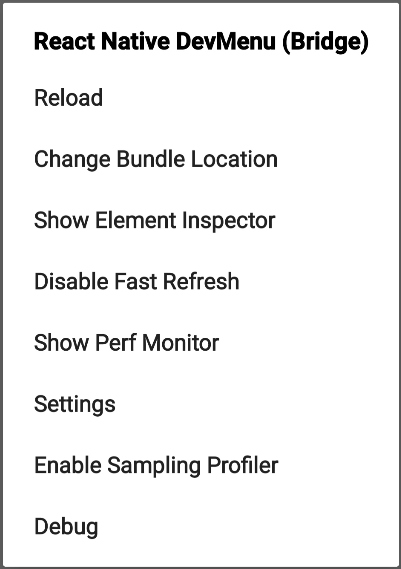 React Native DevMenu (Bridge)
Reload
Change Bundle Location
Show Element Inspector
Disable Fast Refresh
Show Perf Monitor
Settings
Enable Sampling Profiler
Debug